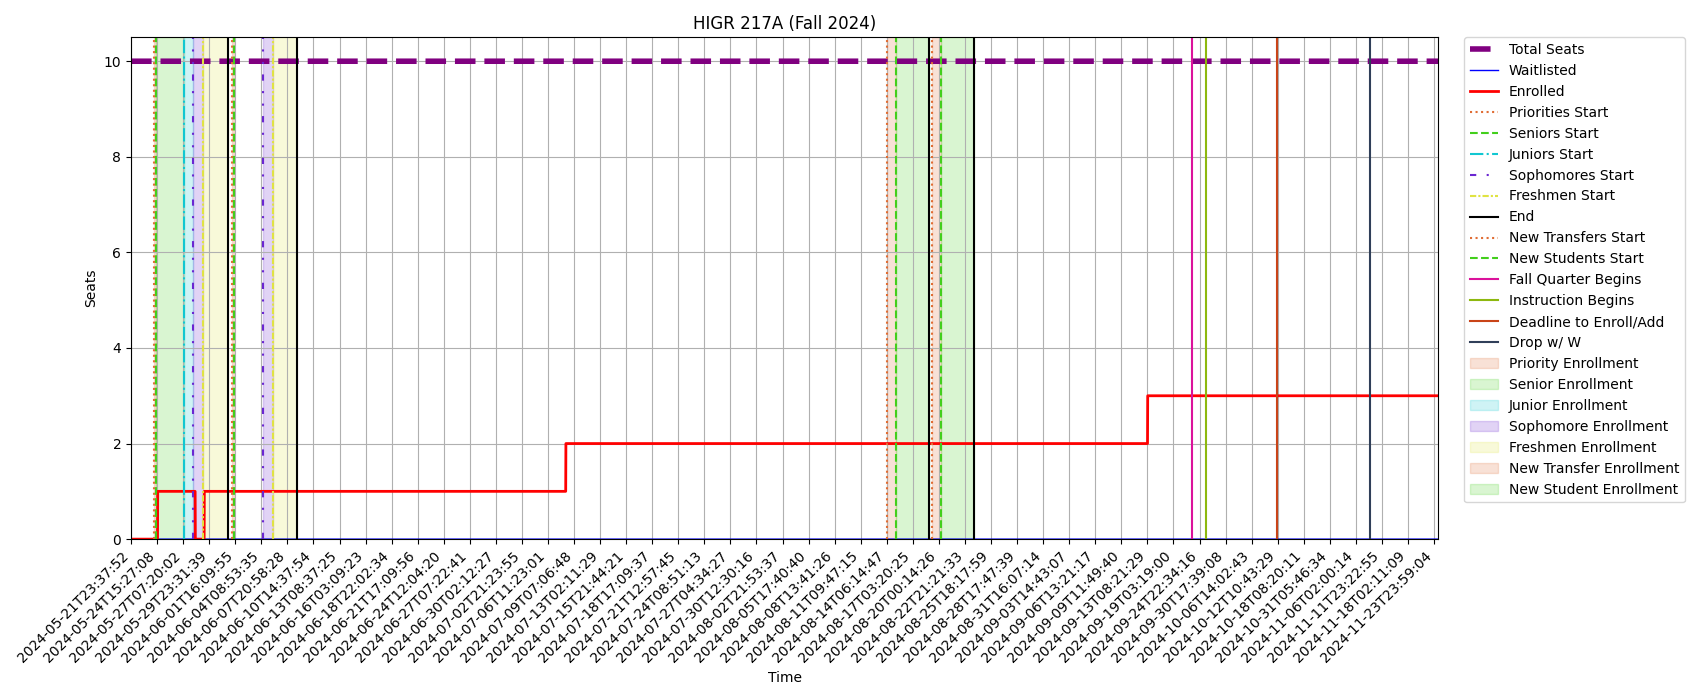 HIGR 217A (Fall 2024)
Seats
10
8
6
4
2
0
2024-05-21T23:37:52
2024-05-24T15:27:08
2024-05-27T07:20:02
2024-05-29T23:31:39
2024-06-01T16:09:55
2024-06-04T08:53:35
2024-06-07T20:58:28
2024-06-10T14:37:54
2024-06-13T08:37:25
2024-06-16T03:09:23
2024-06-18T22:02:34
2024-06-21T17:09:56
2024-06-24T12:04:20
2024-06-27T07:22:41
2024-06-30T02:12:27
2024-07-02T21:23:55
2024-07-06T11:23:01
2024-07-09T07:06:48
2024-07-13T02:11:29
2024-07-15T21:44:21
2024-07-18T17:09:37
2024-07-21T12:57:45
2024-07-24T08:51:13
2024-07-27T04:34:27
2024-07-30T12:30:16
2024-08-02T21:53:37
2024-08-05T17:40:40
2024-08-08T13:41:26
2024-08-11T09:47:15
2024-08-14T06:14:47
2024-08-17T03:20:25
2024-08-20T00:14:26
2024-08-22T21:21:33
2024-08-25T18:17:59
2024-08-28T17:47:39
2024-08-31T16:07:14
2024-09-03T14:43:07
2024-09-06T13:21:17
2024-09-09T11:49:40
2024-09-13T08:21:29
2024-09-19T03:19:00
2024-09-24T22:34:16
2024-09-30T17:39:08
2024-10-06T14:02:43
2024-10-12T10:43:29
2024-10-18T08:20:11
2024-10-31T05:46:34
2024-11-06T02:00:14
2024-11-11T23:22:55
2024-11-18T02:11:09
2024-11-23T23:59:04
Time
Total Seats
Waitlisted
Enrolled
Priorities Start
Seniors Start
Juniors Start
Sophomores Start
Freshmen Start
End
New Transfers Start
New Students Start
Fall Quarter Begins
Instruction Begins
Deadline to Enroll/Add
Drop w/ W
Priority Enrollment
Senior Enrollment
Junior Enrollment
Sophomore Enrollment
Freshmen Enrollment
New Transfer Enrollment
New Student Enrollment